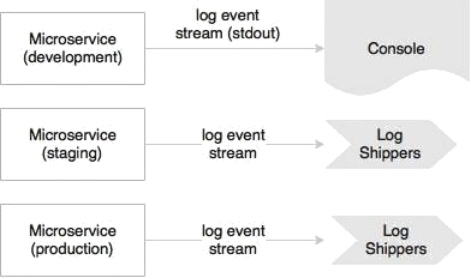 Microservice
(development)
log event
stream (stdout)
Console
Microservice
(staging)
log event
stream
Log
Shippers
Microservice
(production)
log event
stream
Log
Shippers